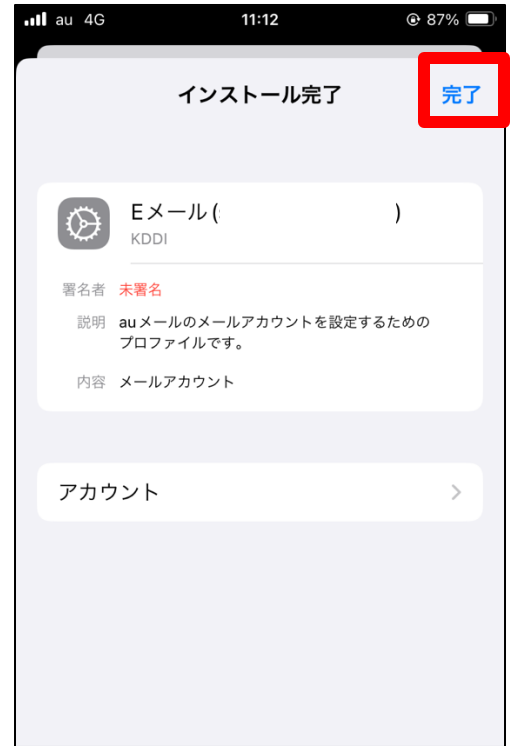 au 4G 11:12 87%
インストール完了 完了
Eメール( )
KDDI
署名者 未署名
説明 auメールのメールアカウントを設定するための
プロファイルです。
内容 メールアカウント
アカウント